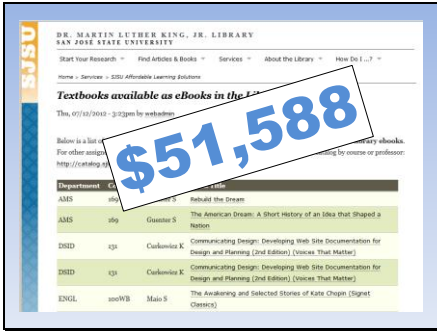 SJSU
DR. MARTIN LUTHER KING, JR. LIBRARY
SAN JOSÉ STATE UNIVERSITY
Start Your Research Find Articles & Books Services About the Library How Do I ...?
Home » Services » SJSU Affordable Learning Solutions
Textbooks available as eBooks in the
Thu, 07/12/2012 - 3:23pm by webadmin
Below is a list of library ebooks.
For other by course or professor:
http://catalog.sj
$51,588
Department Title
AMS 169 Guenter S Rebuild the Dream
AMS 169 Guenter S The American Dream: A Short History of an Idea that Shaped a
Nation
DSID 131 Curkowicz K Communicating Design: Developing Web Site Documentation for
Design and Planning (2nd Edition) (Voices That Matter)
DSID 131 Curkowicz K Communicating Design: Developing Web Site Documentation for
Design and Planning (2nd Edition) (Voices That Matter)
ENGL 100WB Maio S The Awakening and Selected Stories of Kate Chopin (Signet
Classics)